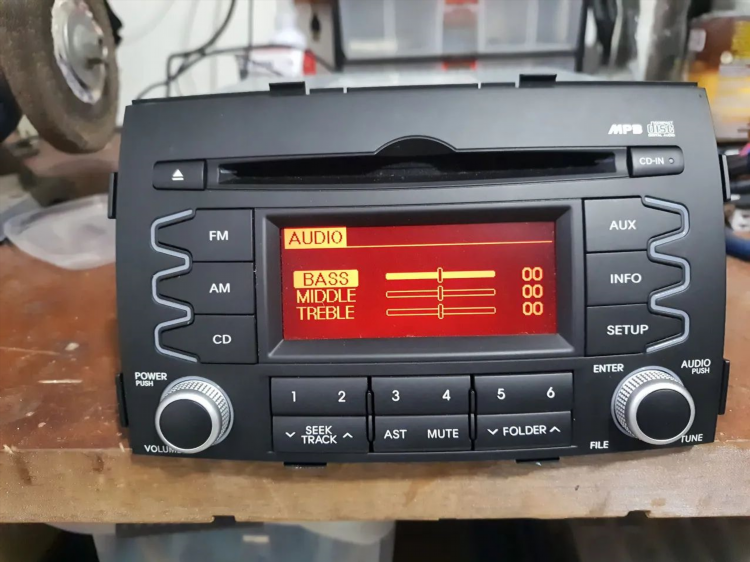 MP3 disc
CD-IN
FM
AM
CD
AUDIO
BASS 00
MIDDLE 00
TREBLE 00
AUX
INFO
SETUP
POWER
PUSH
VOLUME
1 2 3 4 5 6
SEEK
TRACK
AST MUTE
FOLDER
ENTER
AUDIO
PUSH
FILE
TUNE